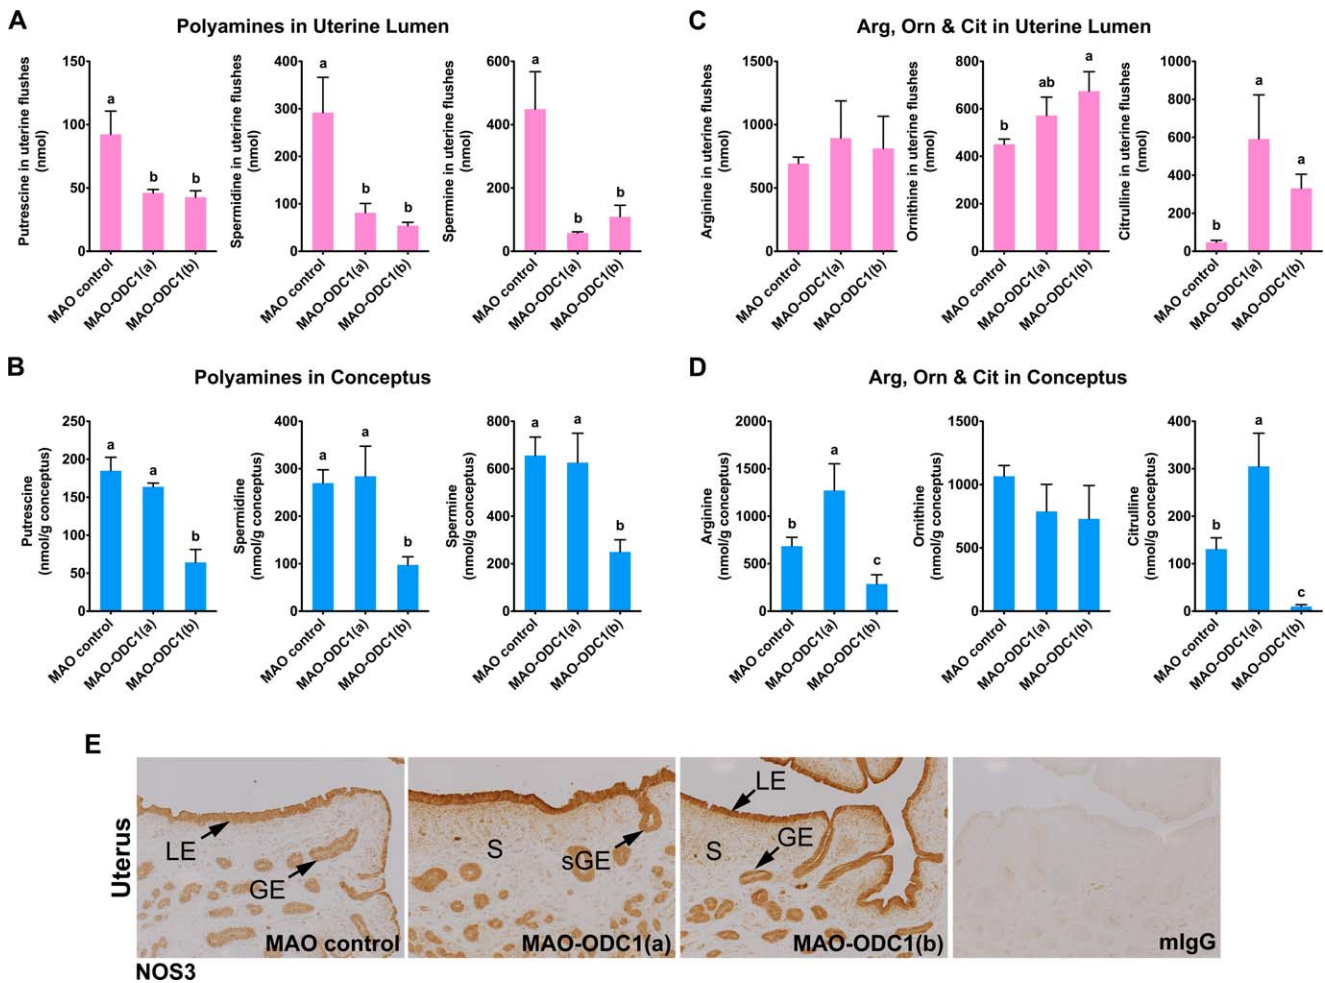 A
Polyamines in Uterine Lumen
Putrescine in uterine flushes
(nmol)
150
100
50
0
a
b
b
MAO control
MAO-ODC1(a)
MAO-ODC1(b)
Spermidine in uterine flushes
(nmol)
400
300
200
100
0
a
b
b
MAO control
MAO-ODC1(a)
MAO-ODC1(b)
Spermine in uterine flushes
(nmol)
600
400
200
0
a
b
b
MAO control
MAO-ODC1(a)
MAO-ODC1(b)
C
Arg, Orn & Cit in Uterine Lumen
Arginine in uterine flushes
(nmol)
1500
1000
500
0
MAO control
MAO-ODC1(a)
MAO-ODC1(b)
Ornithine in uterine flushes
(nmol)
800
600
400
200
0
b
ab
a
MAO control
MAO-ODC1(a)
MAO-ODC1(b)
Citrulline in uterine flushes
(nmol)
1000
800
600
400
200
0
b
a
a
MAO control
MAO-ODC1(a)
MAO-ODC1(b)
B
Polyamines in Conceptus
Putrescine
(nmol/g conceptus)
250
200
150
100
50
0
a
a
b
MAO control
MAO-ODC1(a)
MAO-ODC1(b)
Spermidine
(nmol/g conceptus)
400
300
200
100
0
a
a
b
MAO control
MAO-ODC1(a)
MAO-ODC1(b)
Spermine
(nmol/g conceptus)
800
600
400
200
0
a
a
b
MAO control
MAO-ODC1(a)
MAO-ODC1(b)
D
Arg, Orn & Cit in Conceptus
Arginine
(nmol/g conceptus)
2000
1500
1000
500
0
b
a
c
MAO control
MAO-ODC1(a)
MAO-ODC1(b)
Ornithine
(nmol/g conceptus)
1500
1000
500
0
MAO control
MAO-ODC1(a)
MAO-ODC1(b)
Citrulline
(nmol/g conceptus)
400
300
200
100
0
b
a
c
MAO control
MAO-ODC1(a)
MAO-ODC1(b)
E
Uterus
LE
GE
MAO control
S
sGE
MAO-ODC1(a)
LE
S
GE
MAO-ODC1(b)
mIgG
NOS3